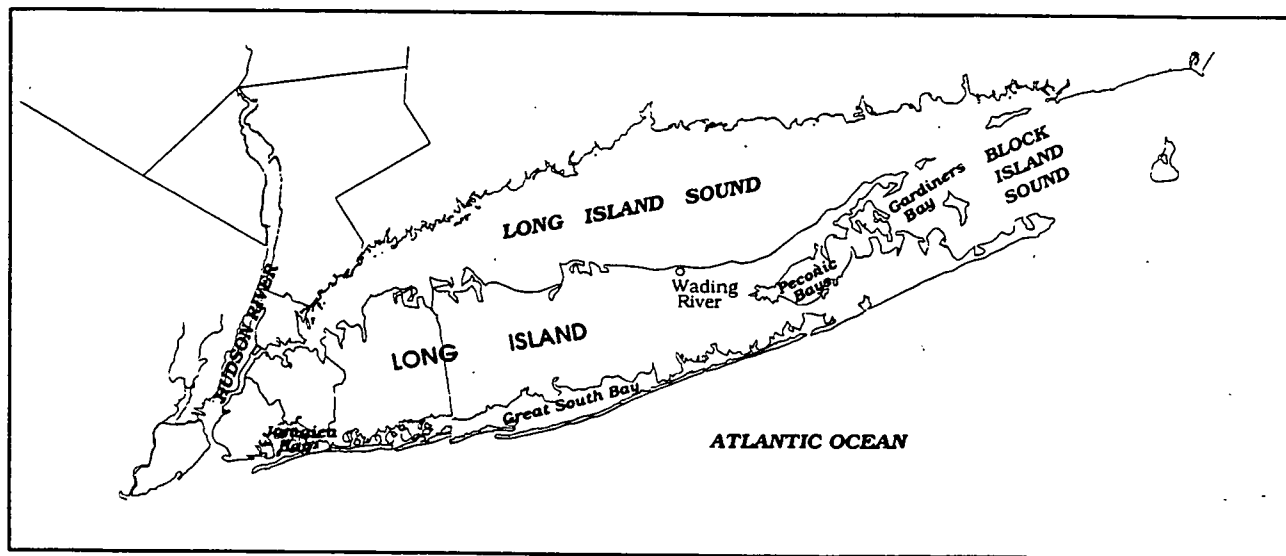 LONG ISLAND SOUND
BLOCK
ISLAND
SOUND
Gardiners
Bay
Peconic
Bays
Wading
River
HUDSON RIVER
LONG ISLAND
Great South Bay
Jamaica
Bay
ATLANTIC OCEAN